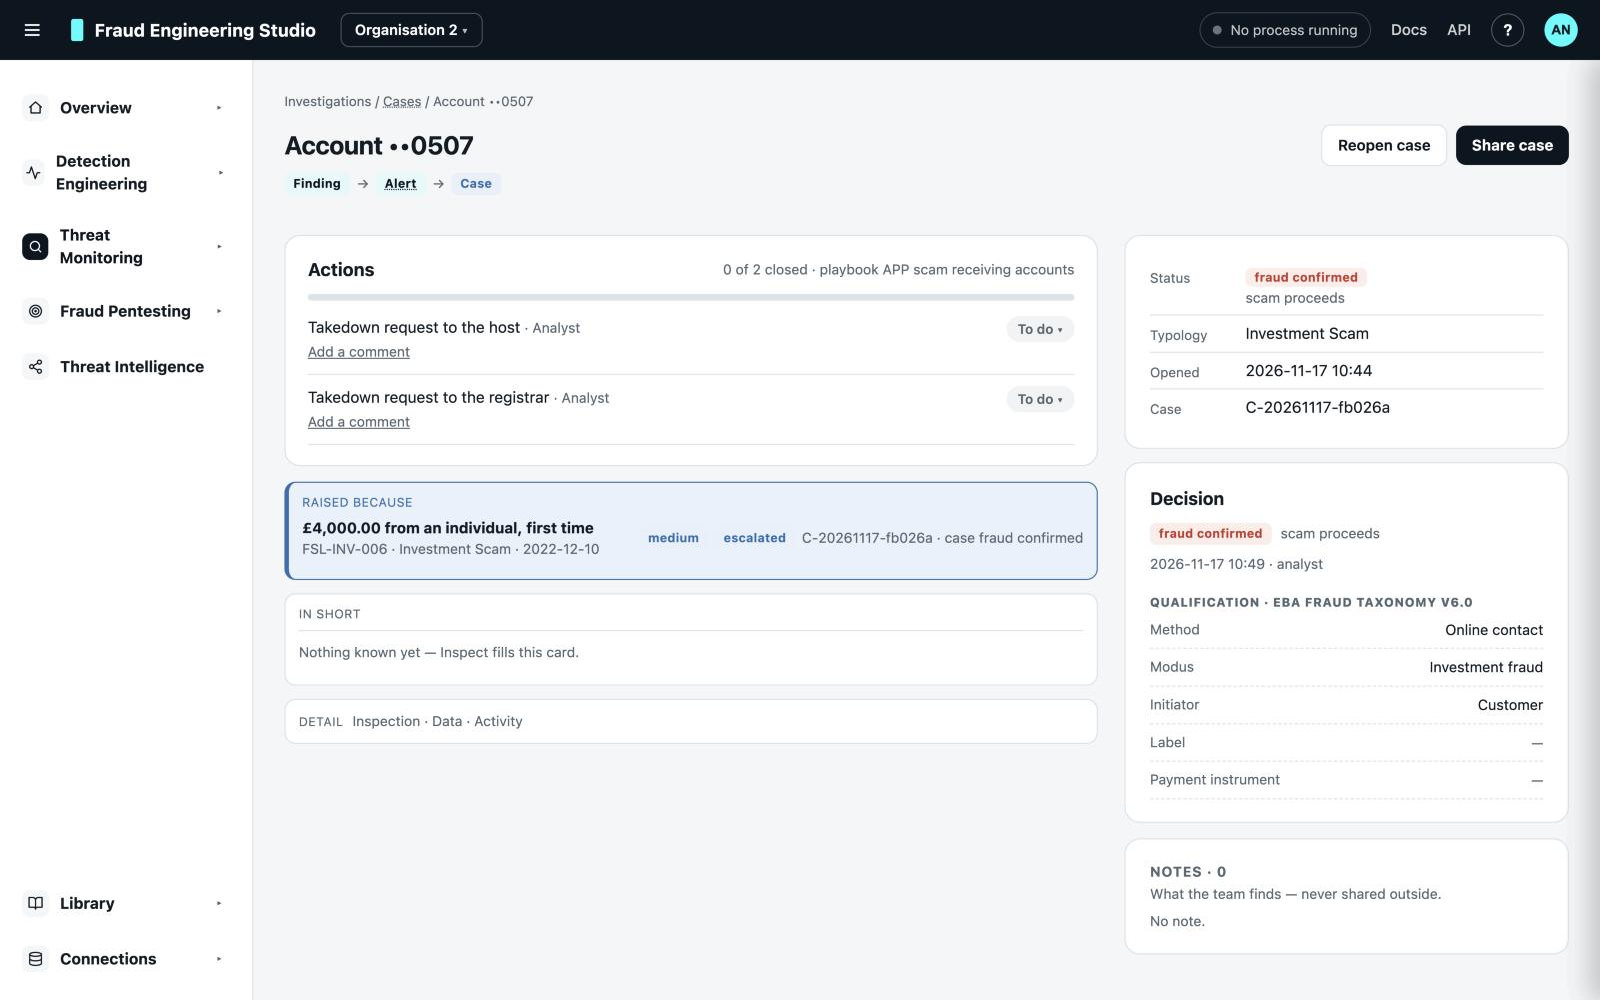 Fraud Engineering Studio
Organisation 2 ▾
No process running
Docs
API
?
AN
Overview
Detection
Engineering
Threat
Monitoring
Fraud Pentesting
Threat Intelligence
Library
Connections
Investigations / Cases / Account ••0507
Account ••0507
Reopen case
Share case
Finding → Alert → Case
Actions
0 of 2 closed · playbook APP scam receiving accounts
Takedown request to the host · Analyst
To do ▾
Add a comment
Takedown request to the registrar · Analyst
To do ▾
Add a comment
RAISED BECAUSE
£4,000.00 from an individual, first time
FSL-INV-006 · Investment Scam · 2022-12-10
medium
escalated
C-20261117-fb026a · case fraud confirmed
IN SHORT
Nothing known yet — Inspect fills this card.
DETAIL Inspection · Data · Activity
Status fraud confirmed
scam proceeds
Typology Investment Scam
Opened 2026-11-17 10:44
Case C-20261117-fb026a
Decision
fraud confirmed scam proceeds
2026-11-17 10:49 · analyst
QUALIFICATION · EBA FRAUD TAXONOMY V6.0
Method Online contact
Modus Investment fraud
Initiator Customer
Label —
Payment instrument —
NOTES · 0
What the team finds — never shared outside.
No note.